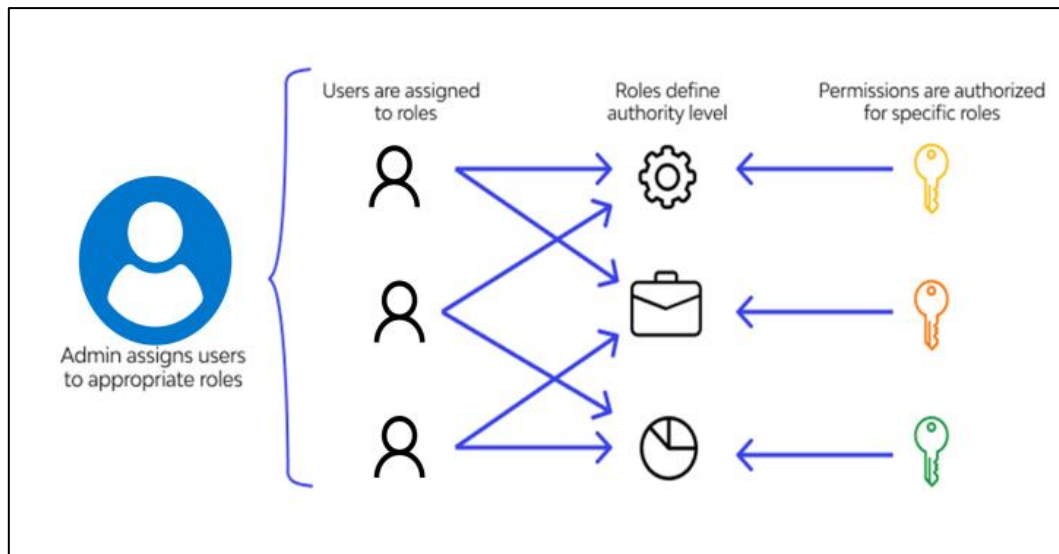 Users are assigned
to roles
Roles define
authority level
Permissions are authorized
for specific roles
Admin assigns users
to appropriate roles